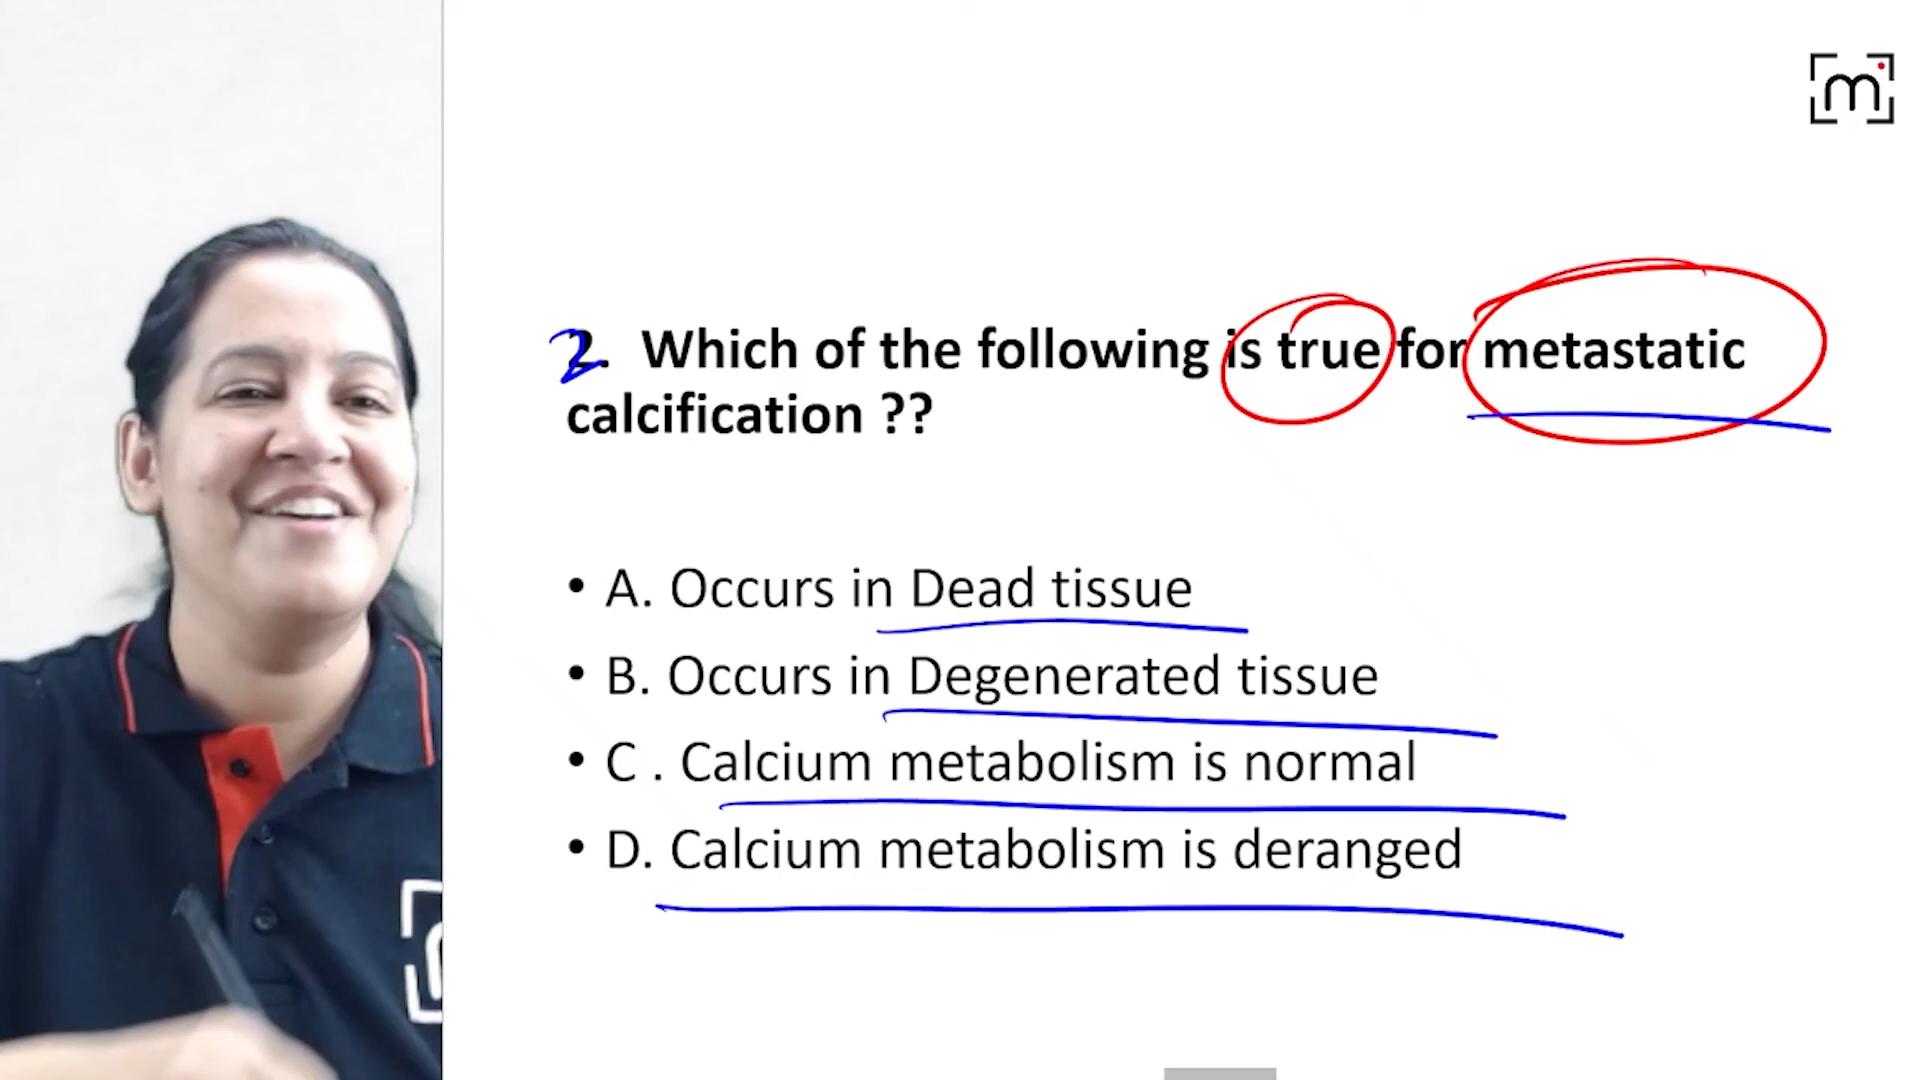 m
2. Which of the following is true for metastatic
calcification ??
• A. Occurs in Dead tissue
• B. Occurs in Degenerated tissue
• C . Calcium metabolism is normal
• D. Calcium metabolism is deranged